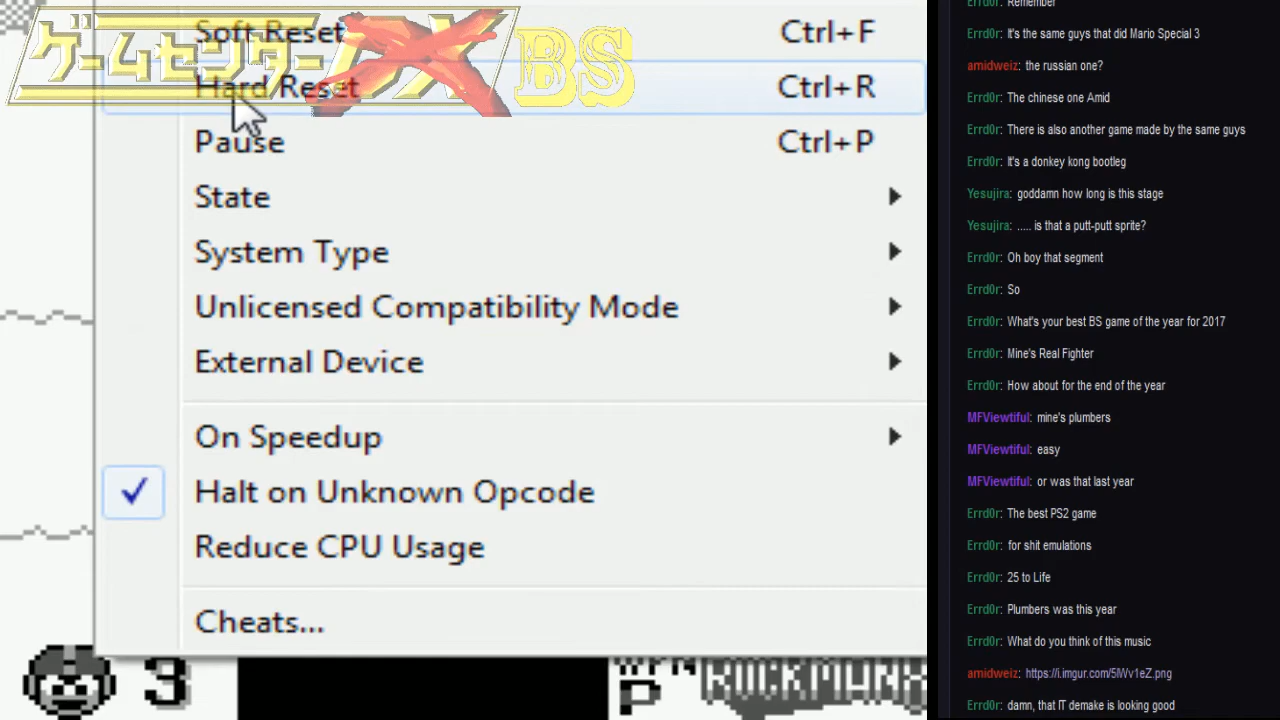 ゲームセンターDX BS
Soft Reset Ctrl+F
Hard Reset Ctrl+R
Pause Ctrl+P
State
System Type
Unlicensed Compatibility Mode
External Device
On Speedup
Halt on Unknown Opcode
Reduce CPU Usage
Cheats...
3
P
ROCKMAN8
Errd0r: Remember
Errd0r: It's the same guys that did Mario Special 3
amidweiz: the russian one?
Errd0r: The chinese one Amid
Errd0r: There is also another game made by the same guys
Errd0r: It's a donkey kong bootleg
Yesujira: goddamn how long is this stage
Yesujira: ..... is that a putt-putt sprite?
Errd0r: Oh boy that segment
Errd0r: So
Errd0r: What's your best BS game of the year for 2017
Errd0r: Mine's Real Fighter
Errd0r: How about for the end of the year
MFViewtiful: mine's plumbers
MFViewtiful: easy
MFViewtiful: or was that last year
Errd0r: The best PS2 game
Errd0r: for shit emulations
Errd0r: 25 to Life
Errd0r: Plumbers was this year
Errd0r: What do you think of this music
amidweiz: https://i.imgur.com/5lWv1eZ.png
Errd0r: damn, that IT demake is looking good